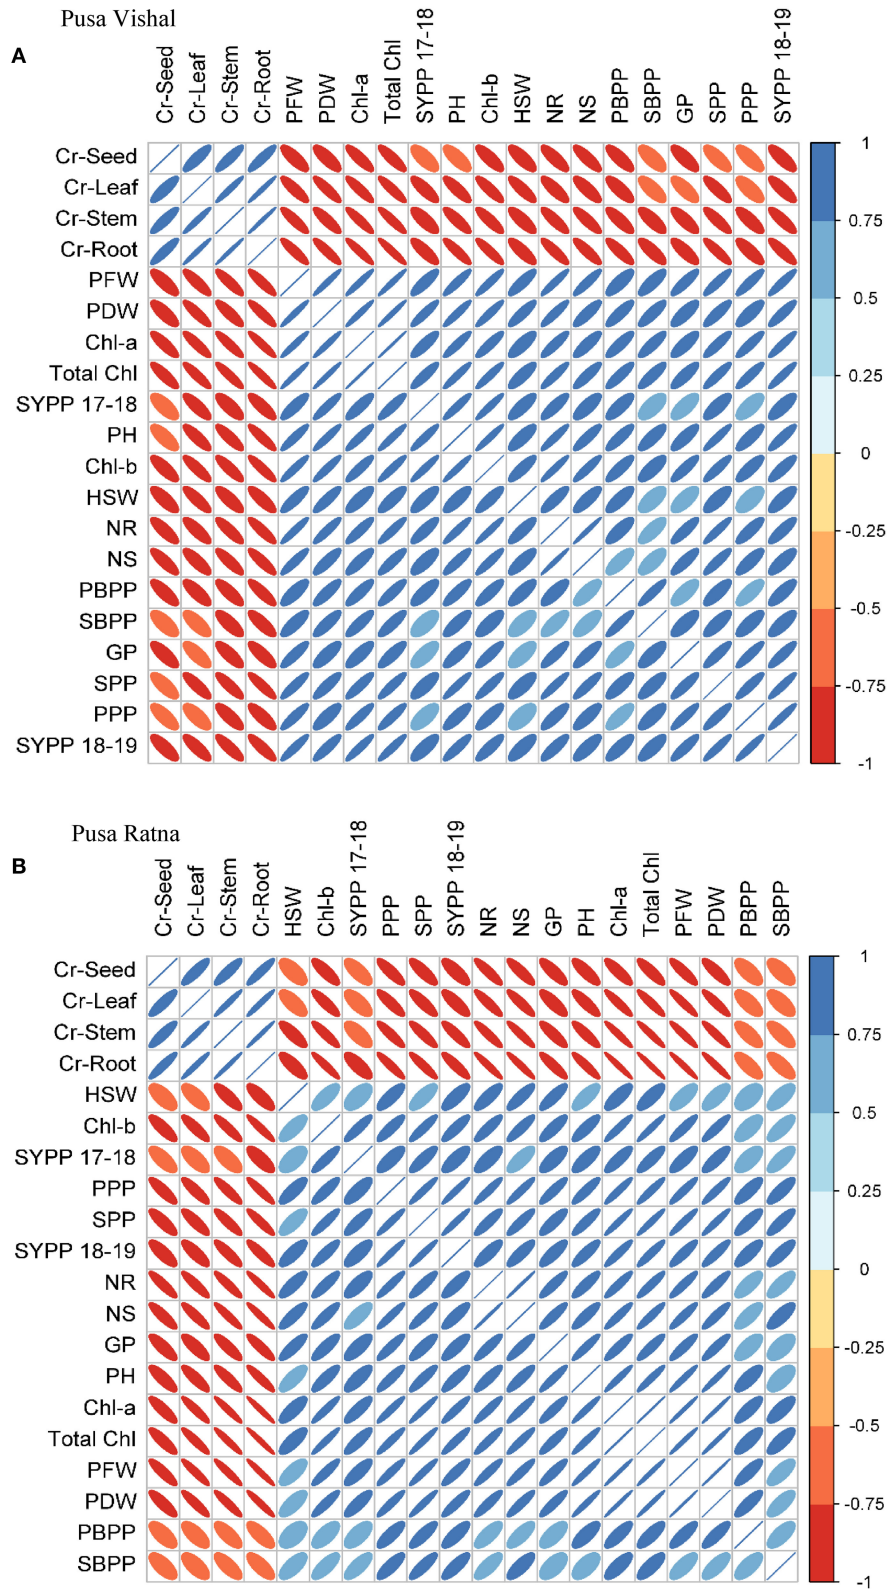 Pusa Vishal
A
Cr-Seed Cr-Leaf Cr-Stem Cr-Root PFW PDW Chl-a Total Chl SYPP 17-18 PH Chl-b HSW NR NS PBPP SBPP GP SPP PPP SYPP 18-19
Cr-Seed
Cr-Leaf
Cr-Stem
Cr-Root
PFW
PDW
Chl-a
Total Chl
SYPP 17-18
PH
Chl-b
HSW
NR
NS
PBPP
SBPP
GP
SPP
PPP
SYPP 18-19
1
0.75
0.5
0.25
0
-0.25
-0.5
-0.75
-1
Pusa Ratna
B
Cr-Seed Cr-Leaf Cr-Stem Cr-Root HSW Chl-b SYPP 17-18 PPP SPP SYPP 18-19 NR NS GP PH Chl-a Total Chl PFW PDW PBPP SBPP
Cr-Seed
Cr-Leaf
Cr-Stem
Cr-Root
HSW
Chl-b
SYPP 17-18
PPP
SPP
SYPP 18-19
NR
NS
GP
PH
Chl-a
Total Chl
PFW
PDW
PBPP
SBPP
1
0.75
0.5
0.25
0
-0.25
-0.5
-0.75
-1